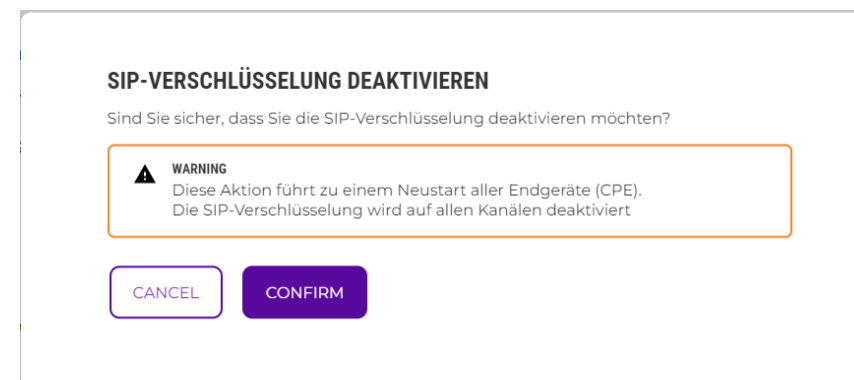 SIP-VERSCHLÜSSELUNG DEAKTIVIEREN
Sind Sie sicher, dass Sie die SIP-Verschlüsselung deaktivieren möchten?
WARNING
Diese Aktion führt zu einem Neustart aller Endgeräte (CPE).
Die SIP-Verschlüsselung wird auf allen Kanälen deaktiviert
CANCEL
CONFIRM